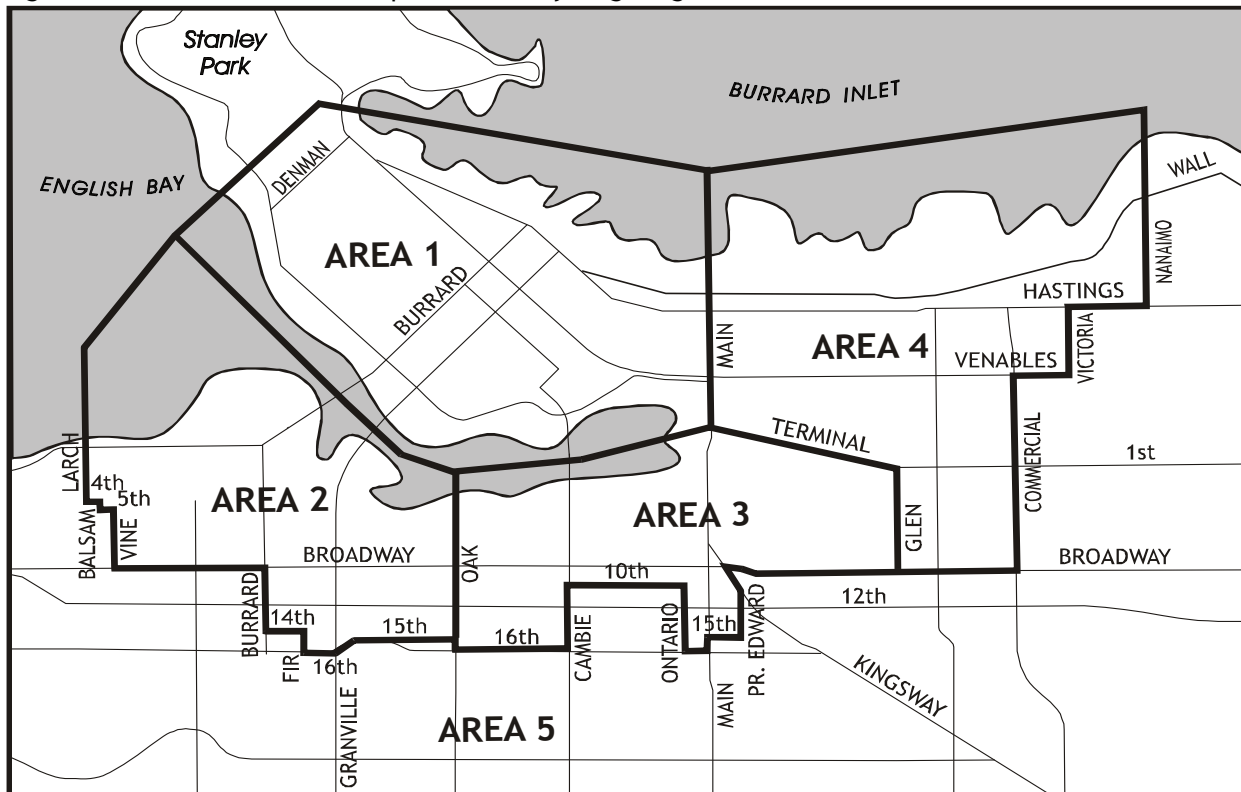 Stanley
Park
BURRARD INLET
ENGLISH BAY
DENMAN
WALL
AREA 1
BURRARD
NANAIMO
HASTINGS
MAIN
AREA 4
VENABLES
VICTORIA
TERMINAL
LARCH
4th
5th
1st
COMMERCIAL
AREA 2
AREA 3
BALSAM
VINE
BROADWAY
OAK
GLEN
BROADWAY
10th
12th
BURRARD
14th
15th
16th
CAMBIE
ONTARIO
15th
PR. EDWARD
FIR
16th
GRANVILLE
MAIN
KINGSWAY
AREA 5